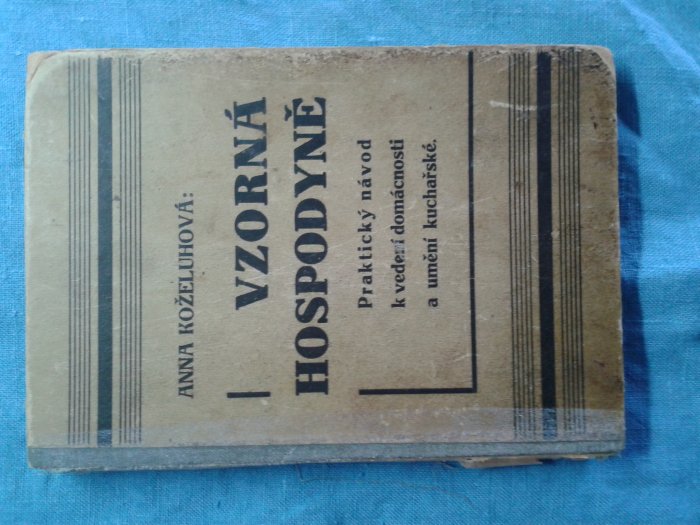 ANNA KOŽELUHOVÁ:
VZORNÁ
HOSPODYNĚ
Praktický návod
k vedení domácnosti
a umění kuchařské.